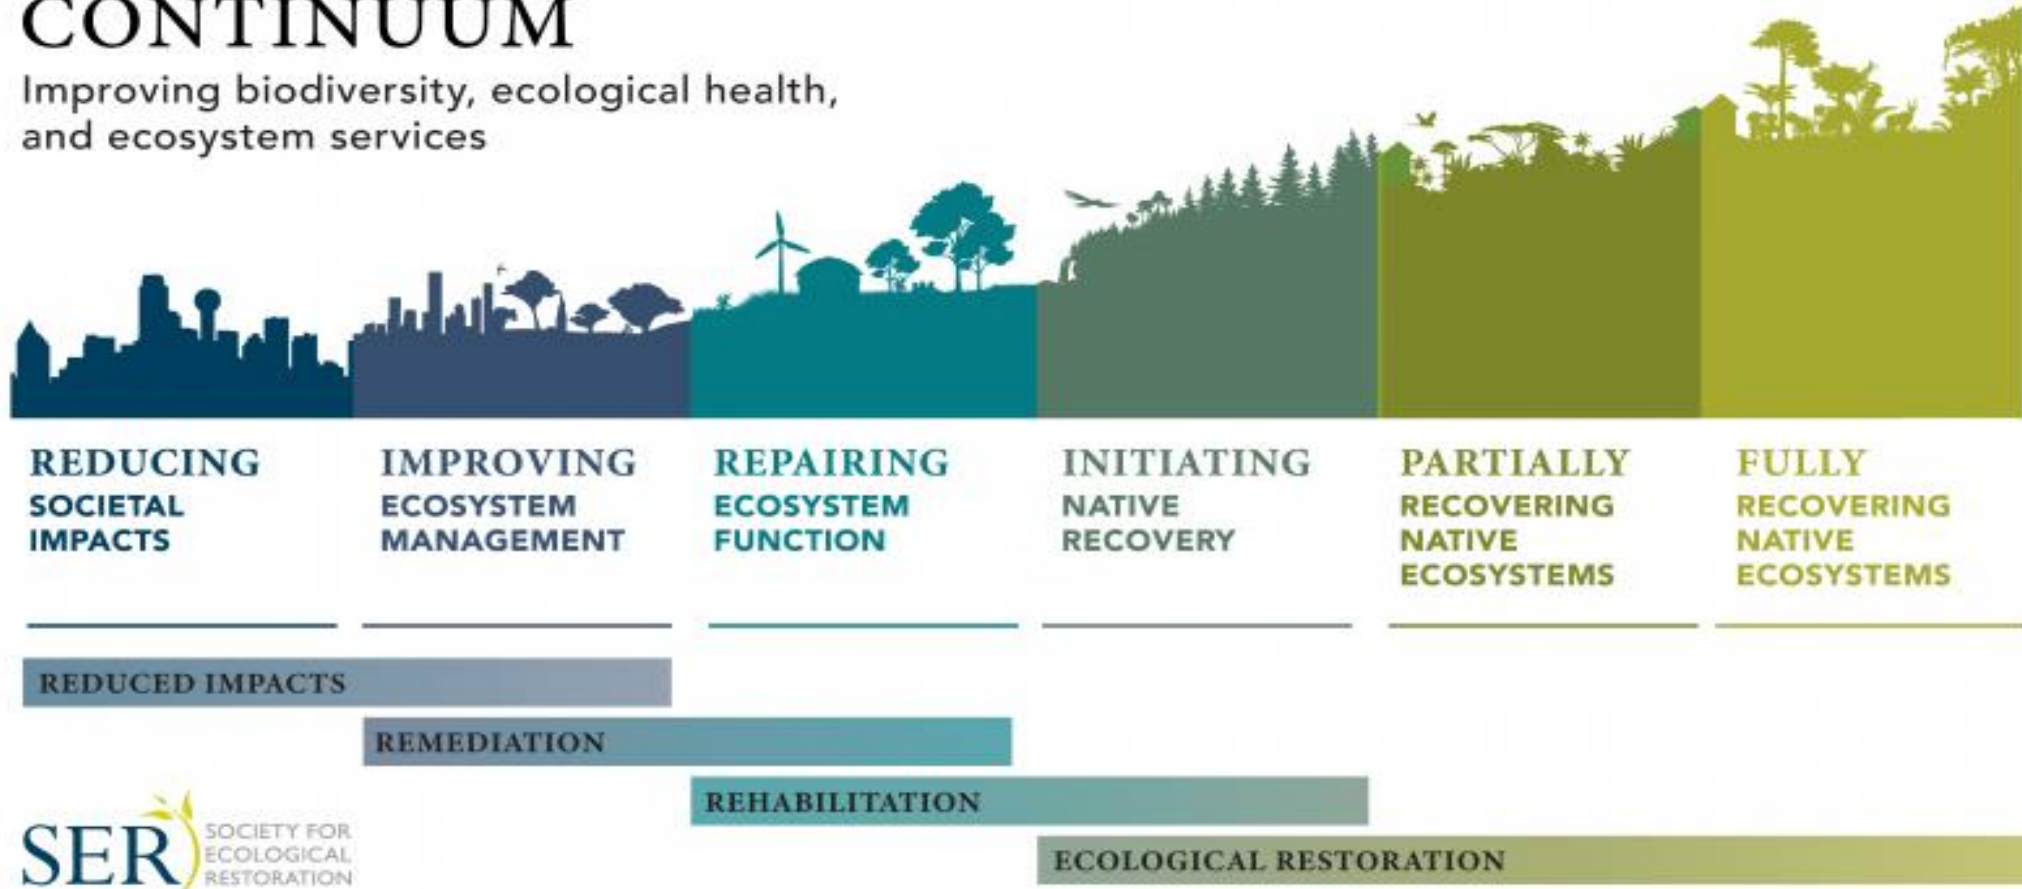 CONTINUUM
Improving biodiversity, ecological health,
and ecosystem services
REDUCING
SOCIETAL
IMPACTS
IMPROVING
ECOSYSTEM
MANAGEMENT
REPAIRING
ECOSYSTEM
FUNCTION
INITIATING
NATIVE
RECOVERY
PARTIALLY
RECOVERING
NATIVE
ECOSYSTEMS
FULLY
RECOVERING
NATIVE
ECOSYSTEMS
REDUCED IMPACTS
REMEDIATION
REHABILITATION
ECOLOGICAL RESTORATION
SER
SOCIETY FOR
ECOLOGICAL
RESTORATION